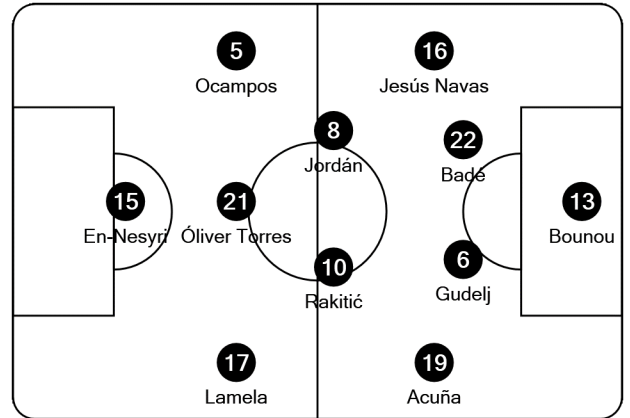 5
Ocampos
16
Jesús Navas
8
Jordán
22
Badé
15
En-Nesyri
21
Óliver Torres
13
Bounou
10
Rakitić
6
Gudelj
17
Lamela
19
Acuña